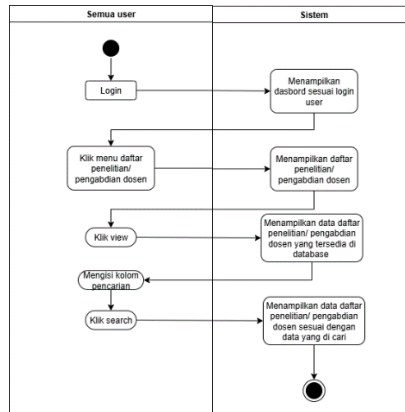 Semua user
Sistem
Login
Menampilkan
dasbord sesuai login
user
Klik menu daftar
penelitian/
pengabdian dosen
Menampilkan daftar
penelitian/
pengabdian dosen
Klik view
Menampilkan data daftar
penelitian/ pengabdian
dosen yang tersedia di
database
Mengisi kolom
pencarian
Klik search
Menampilkan data daftar
penelitian/ pengabdian
dosen sesuai dengan
data yang di cari